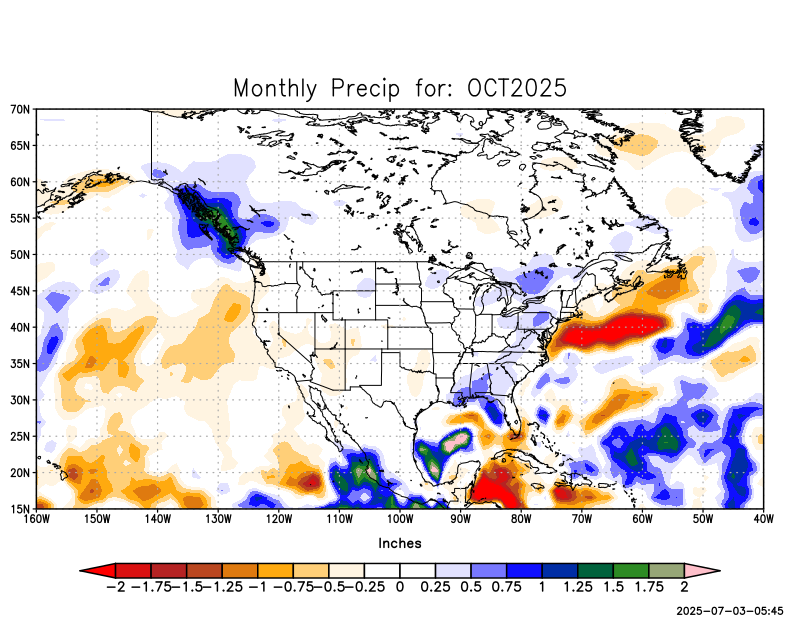 Monthly Precip for: OCT2025
70N
65N
60N
55N
50N
45N
40N
35N
30N
25N
20N
15N
160W 150W 140W 130W 120W 110W 100W 90W 80W 70W 60W 50W 40W
Inches
-2 -1.75 -1.5 -1.25 -1 -0.75 -0.5 -0.25 0 0.25 0.5 0.75 1 1.25 1.5 1.75 2
2025-07-03-05:45